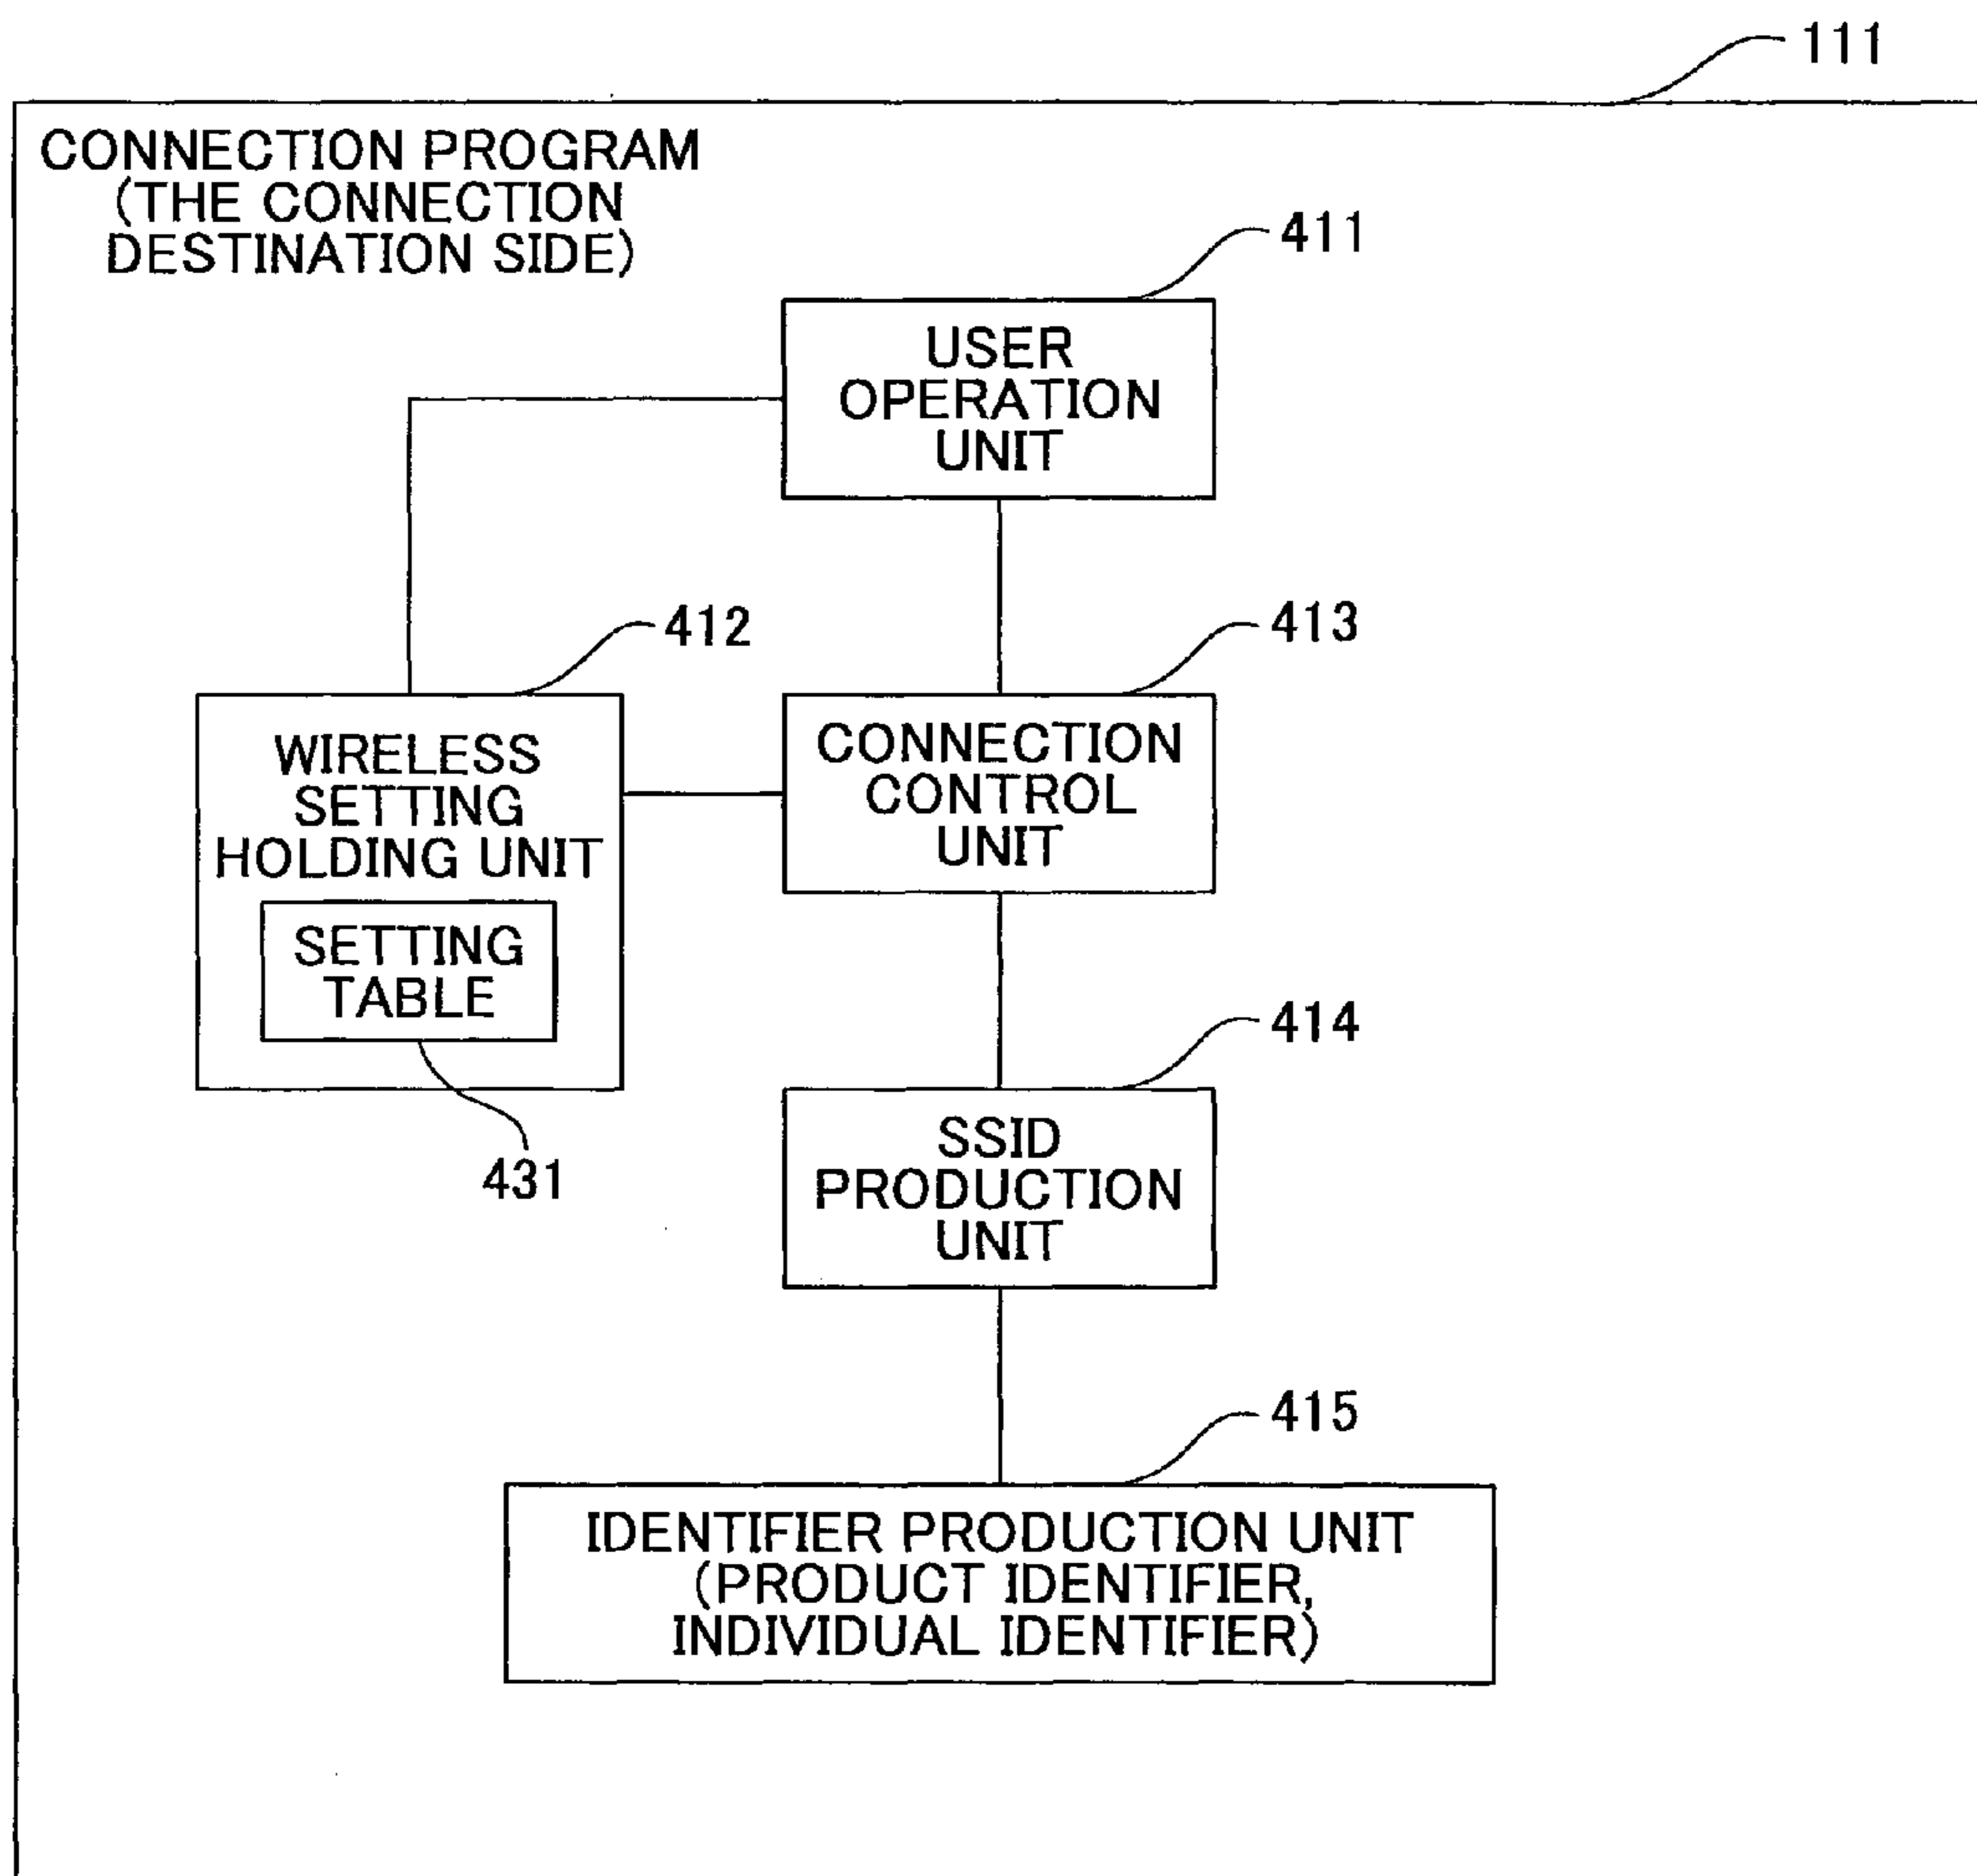 111
CONNECTION PROGRAM
(THE CONNECTION
DESTINATION SIDE)
411
USER
OPERATION
UNIT
412
413
WIRELESS
SETTING
HOLDING UNIT
CONNECTION
CONTROL
UNIT
SETTING
TABLE
431
414
SSID
PRODUCTION
UNIT
415
IDENTIFIER PRODUCTION UNIT
(PRODUCT IDENTIFIER,
INDIVIDUAL IDENTIFIER)